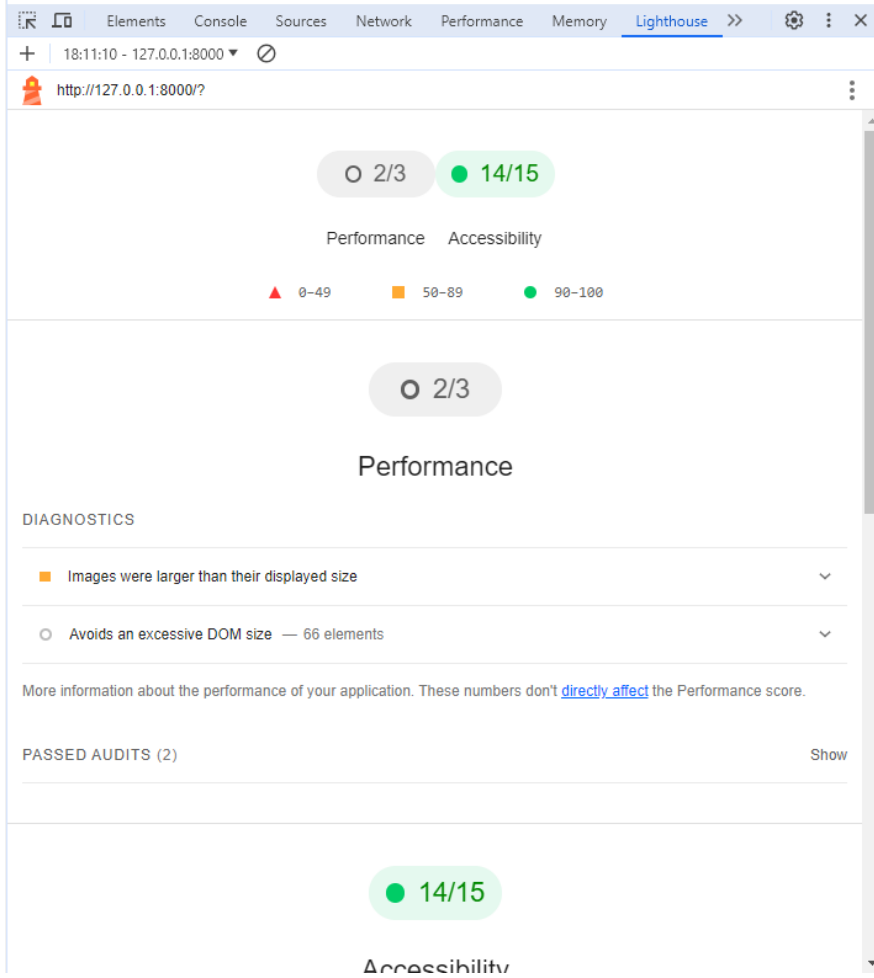 Elements Console Sources Network Performance Memory Lighthouse
18:11:10 - 127.0.0.1:8000
http://127.0.0.1:8000/?
2/3 14/15
Performance Accessibility
0–49 50–89 90–100
2/3
Performance
DIAGNOSTICS
Images were larger than their displayed size
Avoids an excessive DOM size — 66 elements
More information about the performance of your application. These numbers don't directly affect the Performance score.
PASSED AUDITS (2) Show
14/15
Accessibility